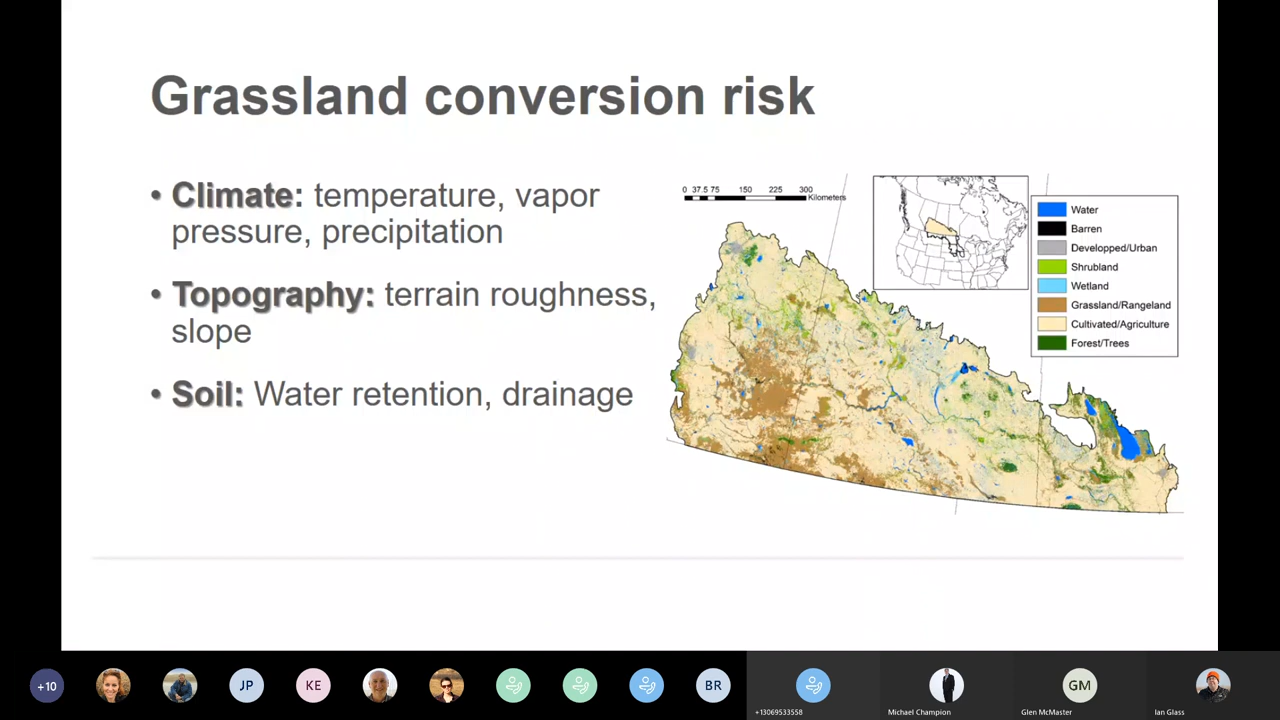 Grassland conversion risk
• Climate: temperature, vapor
pressure, precipitation
• Topography: terrain roughness,
slope
• Soil: Water retention, drainage
0 37.5 75 150 225 300
Kilometers
Water
Barren
Developped/Urban
Shrubland
Wetland
Grassland/Rangeland
Cultivated/Agriculture
Forest/Trees
+10
JP
KE
BR
GM
+13069533558
Michael Champion
Glen McMaster
Ian Glass